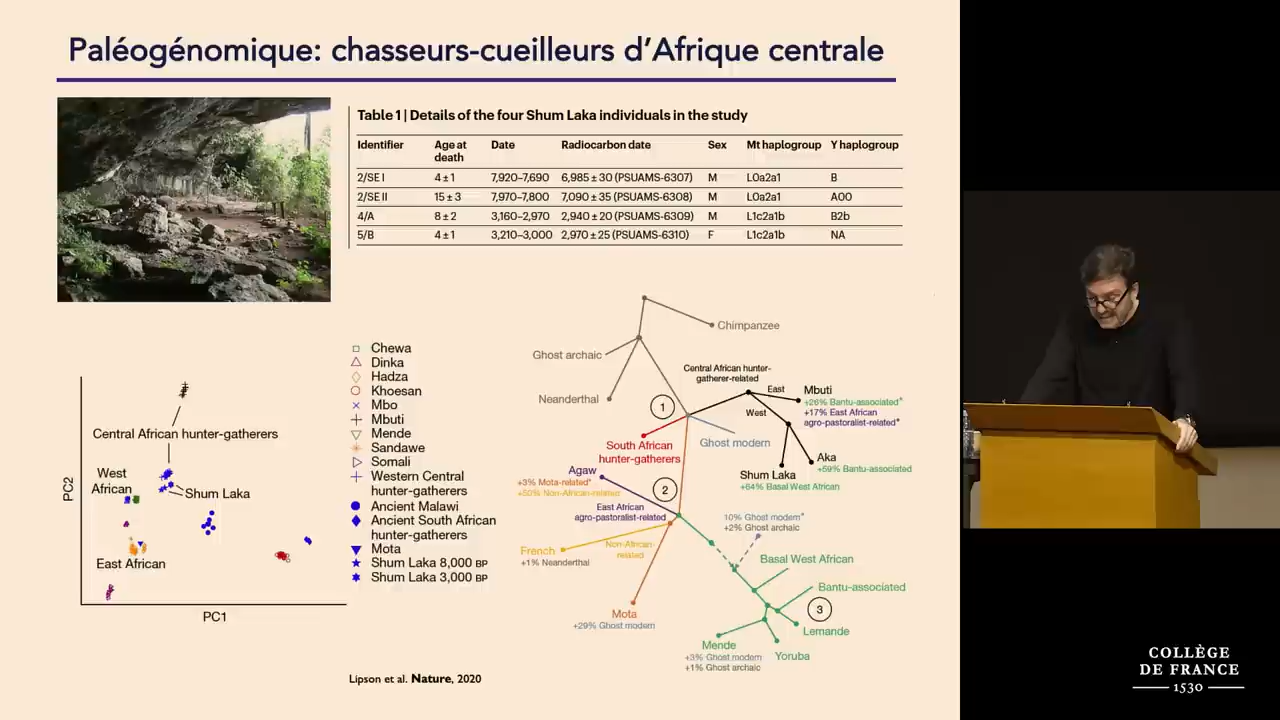 Paléogénomique: chasseurs-cueilleurs d'Afrique centrale
Table 1 | Details of the four Shum Laka individuals in the study
Identifier Age at death Date Radiocarbon date Sex Mt haplogroup Y haplogroup
2/SE I 4 ± 1 7,920–7,690 6,985 ± 30 (PSUAMS-6307) M L0a2a1 B
2/SE II 15 ± 3 7,970–7,800 7,090 ± 35 (PSUAMS-6308) M L0a2a1 A00
4/A 8 ± 2 3,160–2,970 2,940 ± 20 (PSUAMS-6309) M L1c2a1b B2b
5/B 4 ± 1 3,210–3,000 2,970 ± 25 (PSUAMS-6310) F L1c2a1b NA
PC2
Central African hunter-gatherers
West
African
Shum Laka
East African
PC1
Chewa
Dinka
Hadza
Khoesan
Mbo
Mbuti
Mende
Sandawe
Somali
Western Central
hunter-gatherers
Ancient Malawi
Ancient South African
hunter-gatherers
Mota
Shum Laka 8,000 BP
Shum Laka 3,000 BP
Chimpanzee
Ghost archaic
Neanderthal
1
Central African hunter-
gatherer-related
East
West
Mbuti
+26% Bantu-associated*
+17% East African
agro-pastoralist-related*
South African
hunter-gatherers
Ghost modern
Aka
+59% Bantu-associated
Shum Laka
+64% Basal West African
Agaw
+3% Mota-related*
+50% Non-African-related
2
East African
agro-pastoralist-related
10% Ghost modern*
+2% Ghost archaic
French
+1% Neanderthal
Non-African-
related
Basal West African
Bantu-associated
3
Mota
+29% Ghost modern
Lemande
Mende
+3% Ghost modern
+1% Ghost archaic
Yoruba
Lipson et al. Nature, 2020
COLLÈGE
DE FRANCE
1530